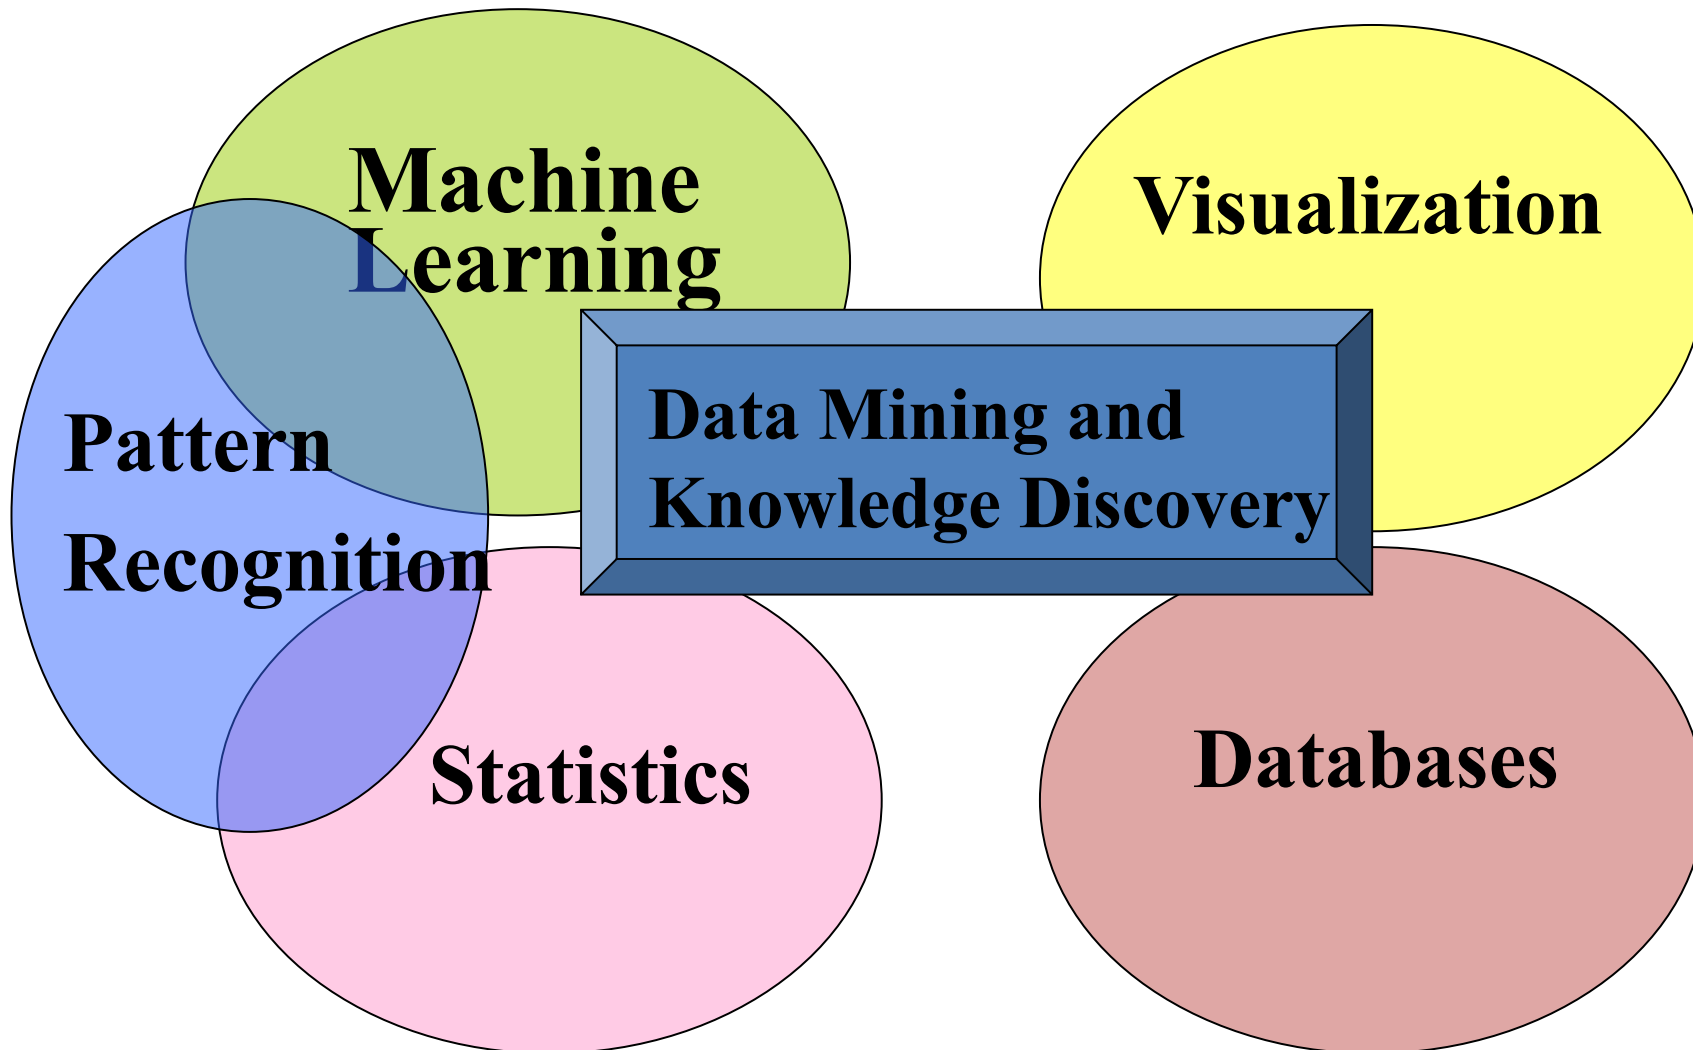 Machine
Learning
Visualization
Data Mining and
Knowledge Discovery
Pattern
Recognition
Statistics
Databases